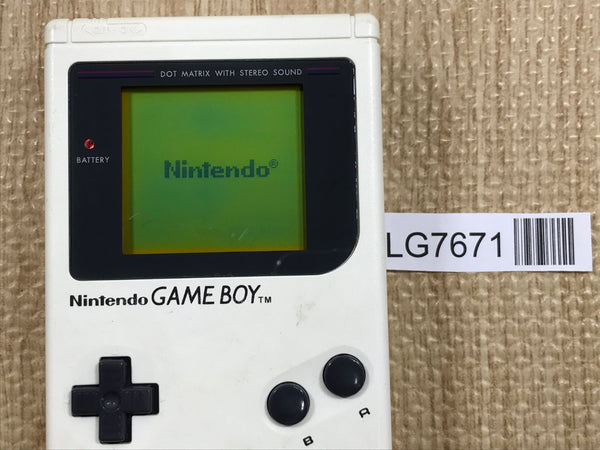 DOT MATRIX WITH STEREO SOUND
BATTERY
Nintendo®
LG7671
Nintendo GAME BOY™
B A